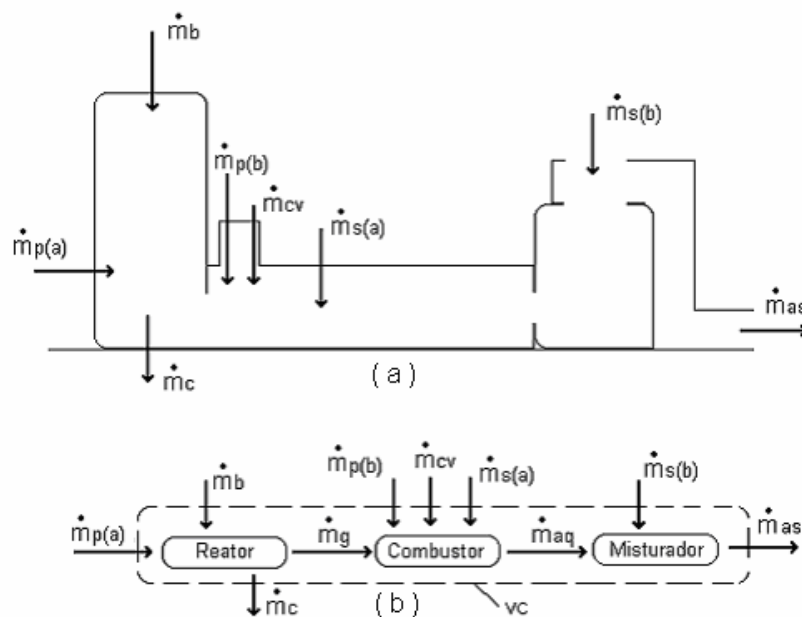 ṁb
ṁs(b)
ṁp(b)
ṁcv
ṁs(a)
ṁp(a)
ṁas
ṁc
( a )
ṁp(b)
ṁcv
ṁs(a)
ṁb
ṁs(b)
ṁp(a)
ṁg
ṁaq
ṁas
Reator
Combustor
Misturador
ṁc
( b )
VC